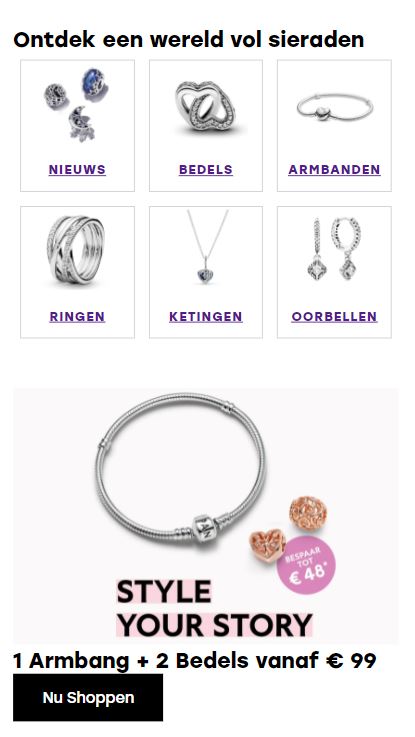 Ontdek een wereld vol sieraden
NIEUWS
BEDELS
ARMBANDEN
RINGEN
KETINGEN
OORBELLEN
BESPAAR
TOT
€ 48*
STYLE
YOUR STORY
1 Armbang + 2 Bedels vanaf € 99
Nu Shoppen